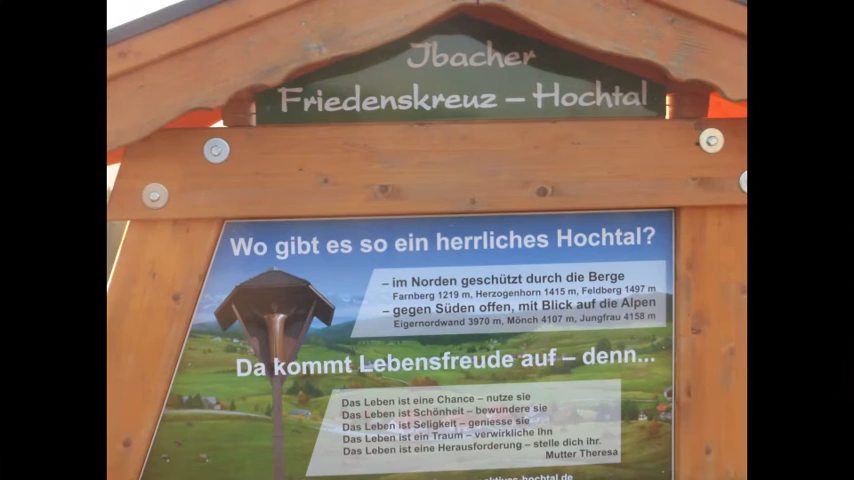 Jbacher
Friedenskreuz – Hochtal
Wo gibt es so ein herrliches Hochtal?
– im Norden geschützt durch die Berge
Farnberg 1219 m, Herzogenhorn 1415 m, Feldberg 1497 m
– gegen Süden offen, mit Blick auf die Alpen
Eigernordwand 3970 m, Mönch 4107 m, Jungfrau 4158 m
Da kommt Lebensfreude auf – denn...
Das Leben ist eine Chance – nutze sie
Das Leben ist Schönheit – bewundere sie
Das Leben ist Seligkeit – geniesse sie
Das Leben ist ein Traum – verwirkliche Ihn
Das Leben ist eine Herausforderung – stelle dich ihr.
Mutter Theresa